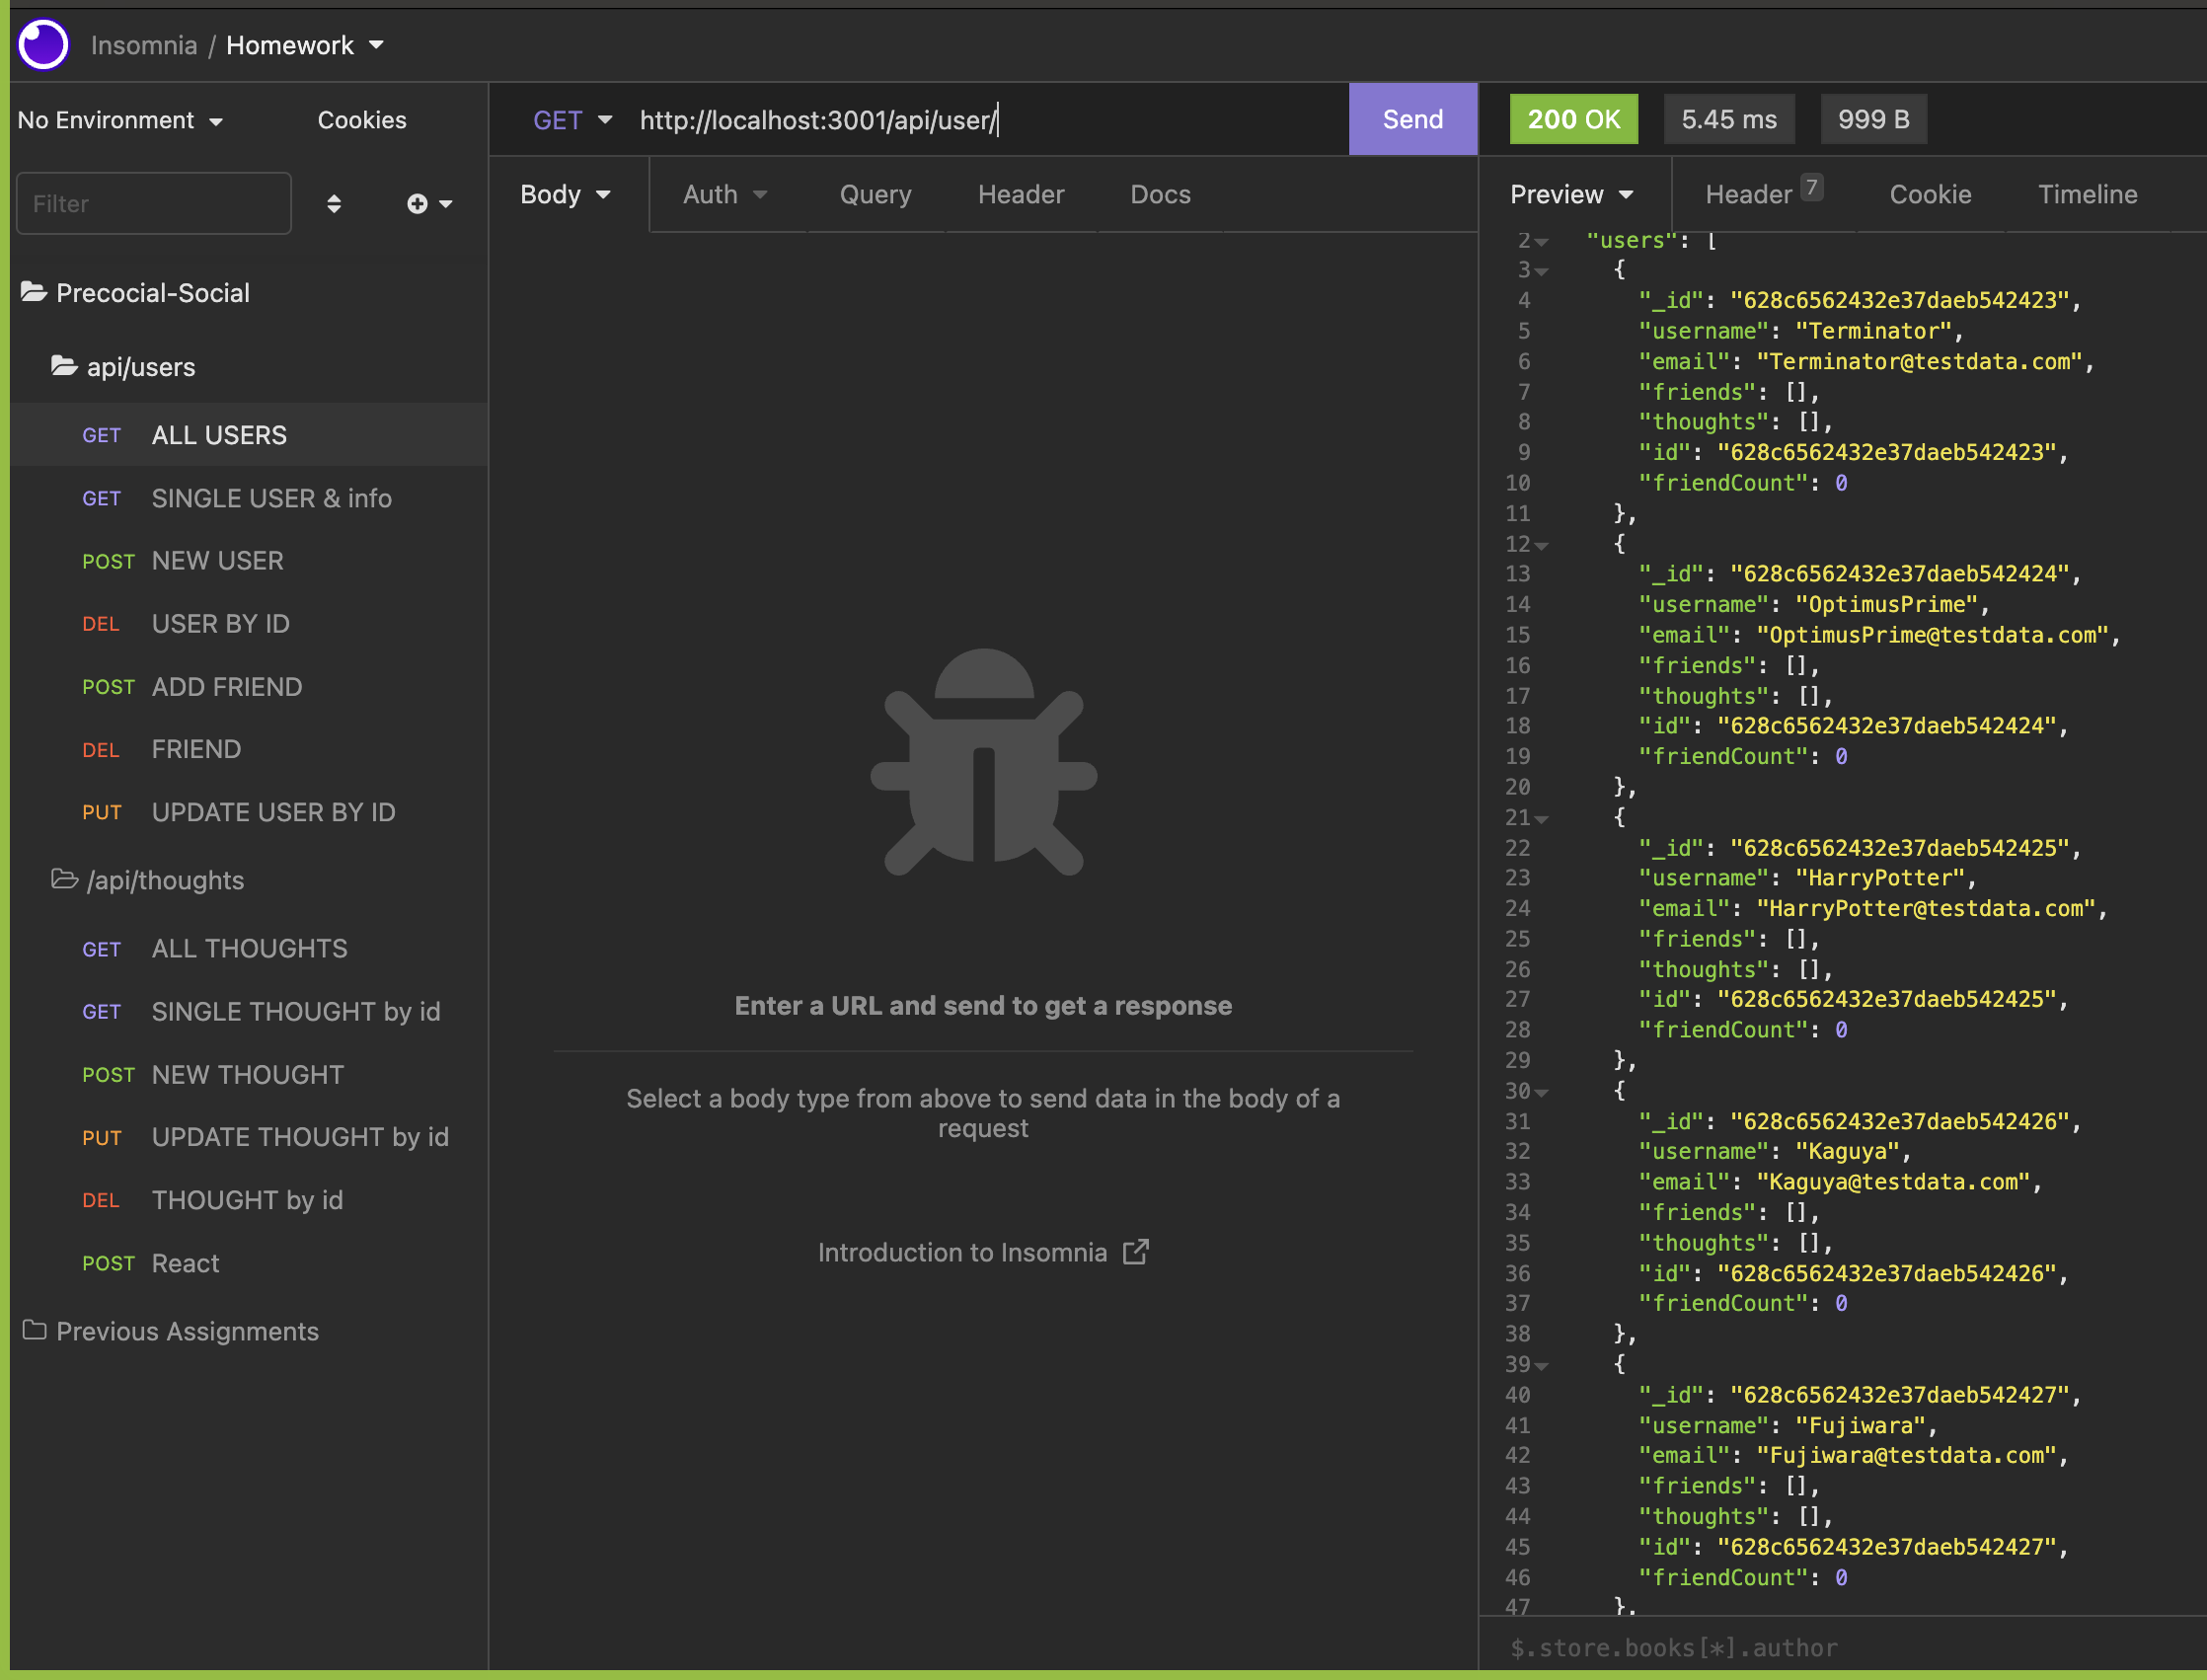 Insomnia / Homework
No Environment
Cookies
Filter
Precocial-Social
api/users
GET ALL USERS
GET SINGLE USER & info
POST NEW USER
DEL USER BY ID
POST ADD FRIEND
DEL FRIEND
PUT UPDATE USER BY ID
/api/thoughts
GET ALL THOUGHTS
GET SINGLE THOUGHT by id
POST NEW THOUGHT
PUT UPDATE THOUGHT by id
DEL THOUGHT by id
POST React
Previous Assignments
GET http://localhost:3001/api/user/ Send
Body Auth Query Header Docs
Enter a URL and send to get a response
Select a body type from above to send data in the body of a
request
Introduction to Insomnia
200 OK 5.45 ms 999 B
Preview Header 7 Cookie Timeline
2 "users": [
3 {
4 "_id": "628c6562432e37daeb542423",
5 "username": "Terminator",
6 "email": "Terminator@testdata.com",
7 "friends": [],
8 "thoughts": [],
9 "id": "628c6562432e37daeb542423",
10 "friendCount": 0
11 },
12 {
13 "_id": "628c6562432e37daeb542424",
14 "username": "OptimusPrime",
15 "email": "OptimusPrime@testdata.com",
16 "friends": [],
17 "thoughts": [],
18 "id": "628c6562432e37daeb542424",
19 "friendCount": 0
20 },
21 {
22 "_id": "628c6562432e37daeb542425",
23 "username": "HarryPotter",
24 "email": "HarryPotter@testdata.com",
25 "friends": [],
26 "thoughts": [],
27 "id": "628c6562432e37daeb542425",
28 "friendCount": 0
29 },
30 {
31 "_id": "628c6562432e37daeb542426",
32 "username": "Kaguya",
33 "email": "Kaguya@testdata.com",
34 "friends": [],
35 "thoughts": [],
36 "id": "628c6562432e37daeb542426",
37 "friendCount": 0
38 },
39 {
40 "_id": "628c6562432e37daeb542427",
41 "username": "Fujiwara",
42 "email": "Fujiwara@testdata.com",
43 "friends": [],
44 "thoughts": [],
45 "id": "628c6562432e37daeb542427",
46 "friendCount": 0
47 },
$.store.books[*].author